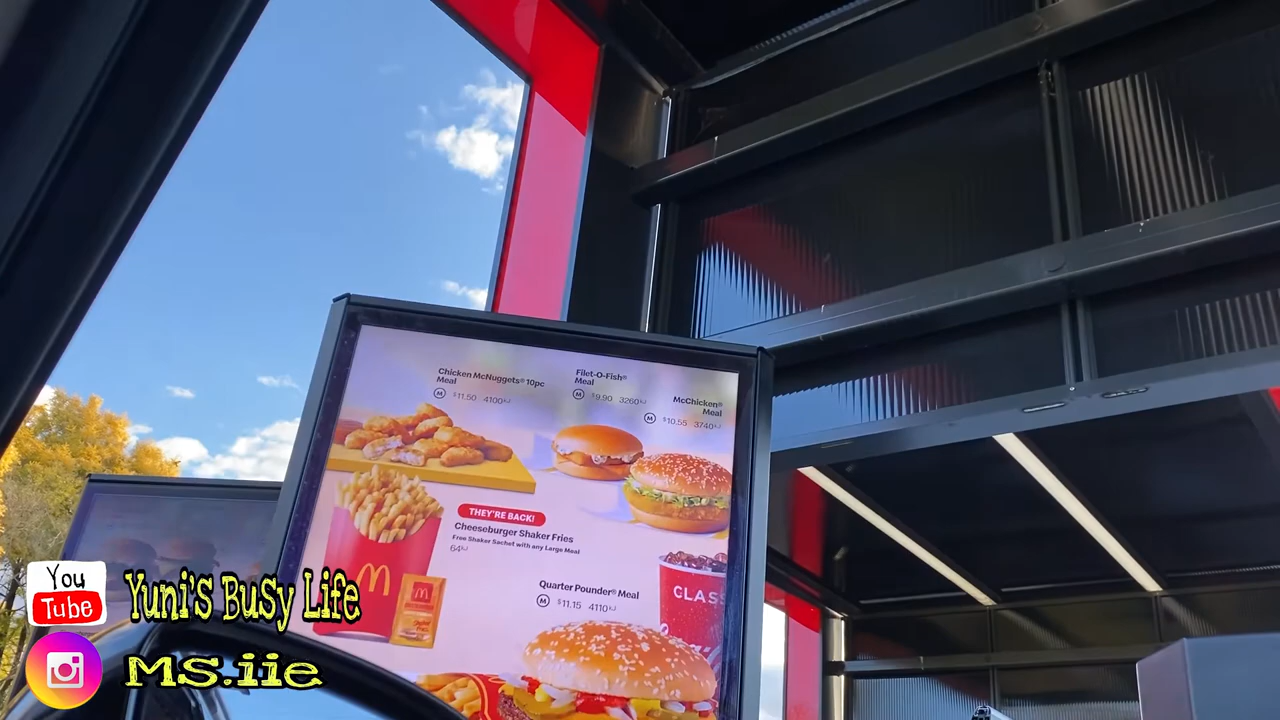 Chicken McNuggets® 10pc
Meal
M $11.50 4100kJ
Filet-O-Fish®
Meal
M $9.90 3260kJ
McChicken®
Meal
M $10.55 3740kJ
THEY'RE BACK!
Cheeseburger Shaker Fries
Free Shaker Sachet with any Large Meal
64kJ
Quarter Pounder® Meal
M $11.15 4110kJ
CLAS
You
Tube
Yuni's Busy Life
MS.iie